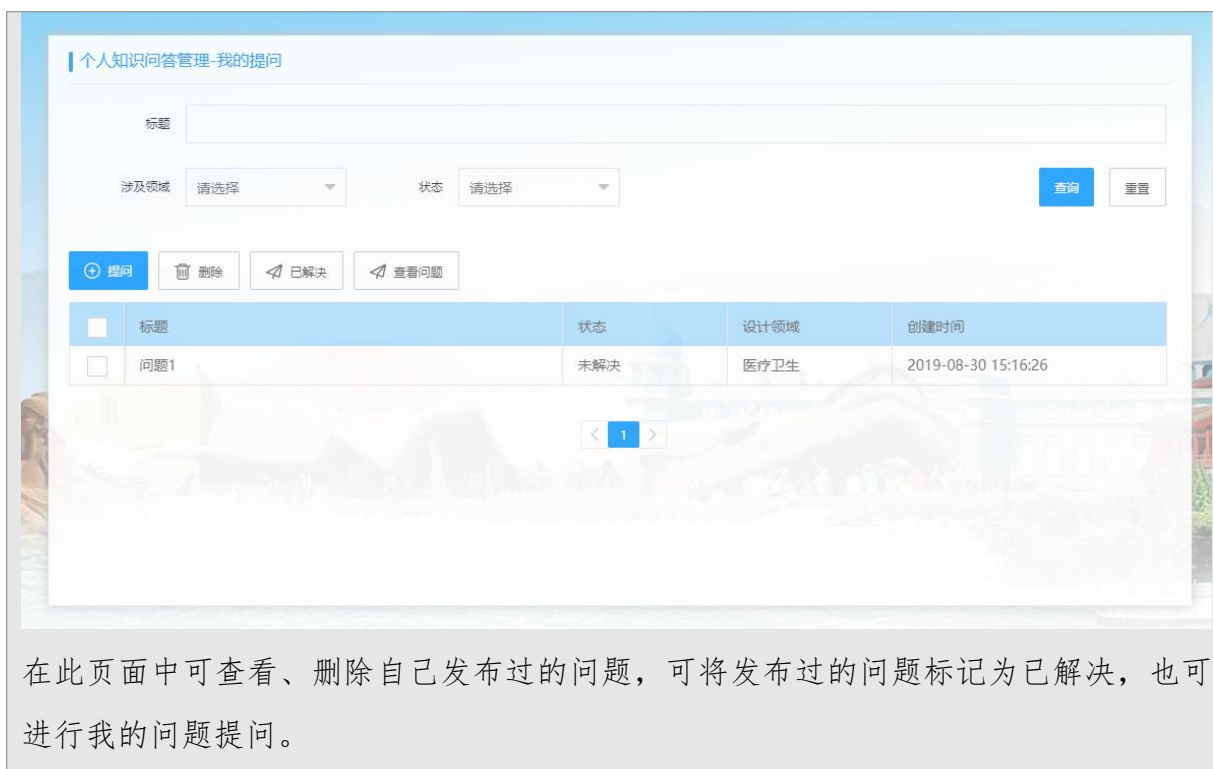 个人知识问答管理-我的提问
标题
涉及领域 请选择 状态 请选择 查询 重置
提问 删除 已解决 查看问题
标题 状态 设计领域 创建时间
问题1 未解决 医疗卫生 2019-08-30 15:16:26
< 1 >
在此页面中可查看、删除自己发布过的问题，可将发布过的问题标记为已解决，也可
进行我的问题提问。